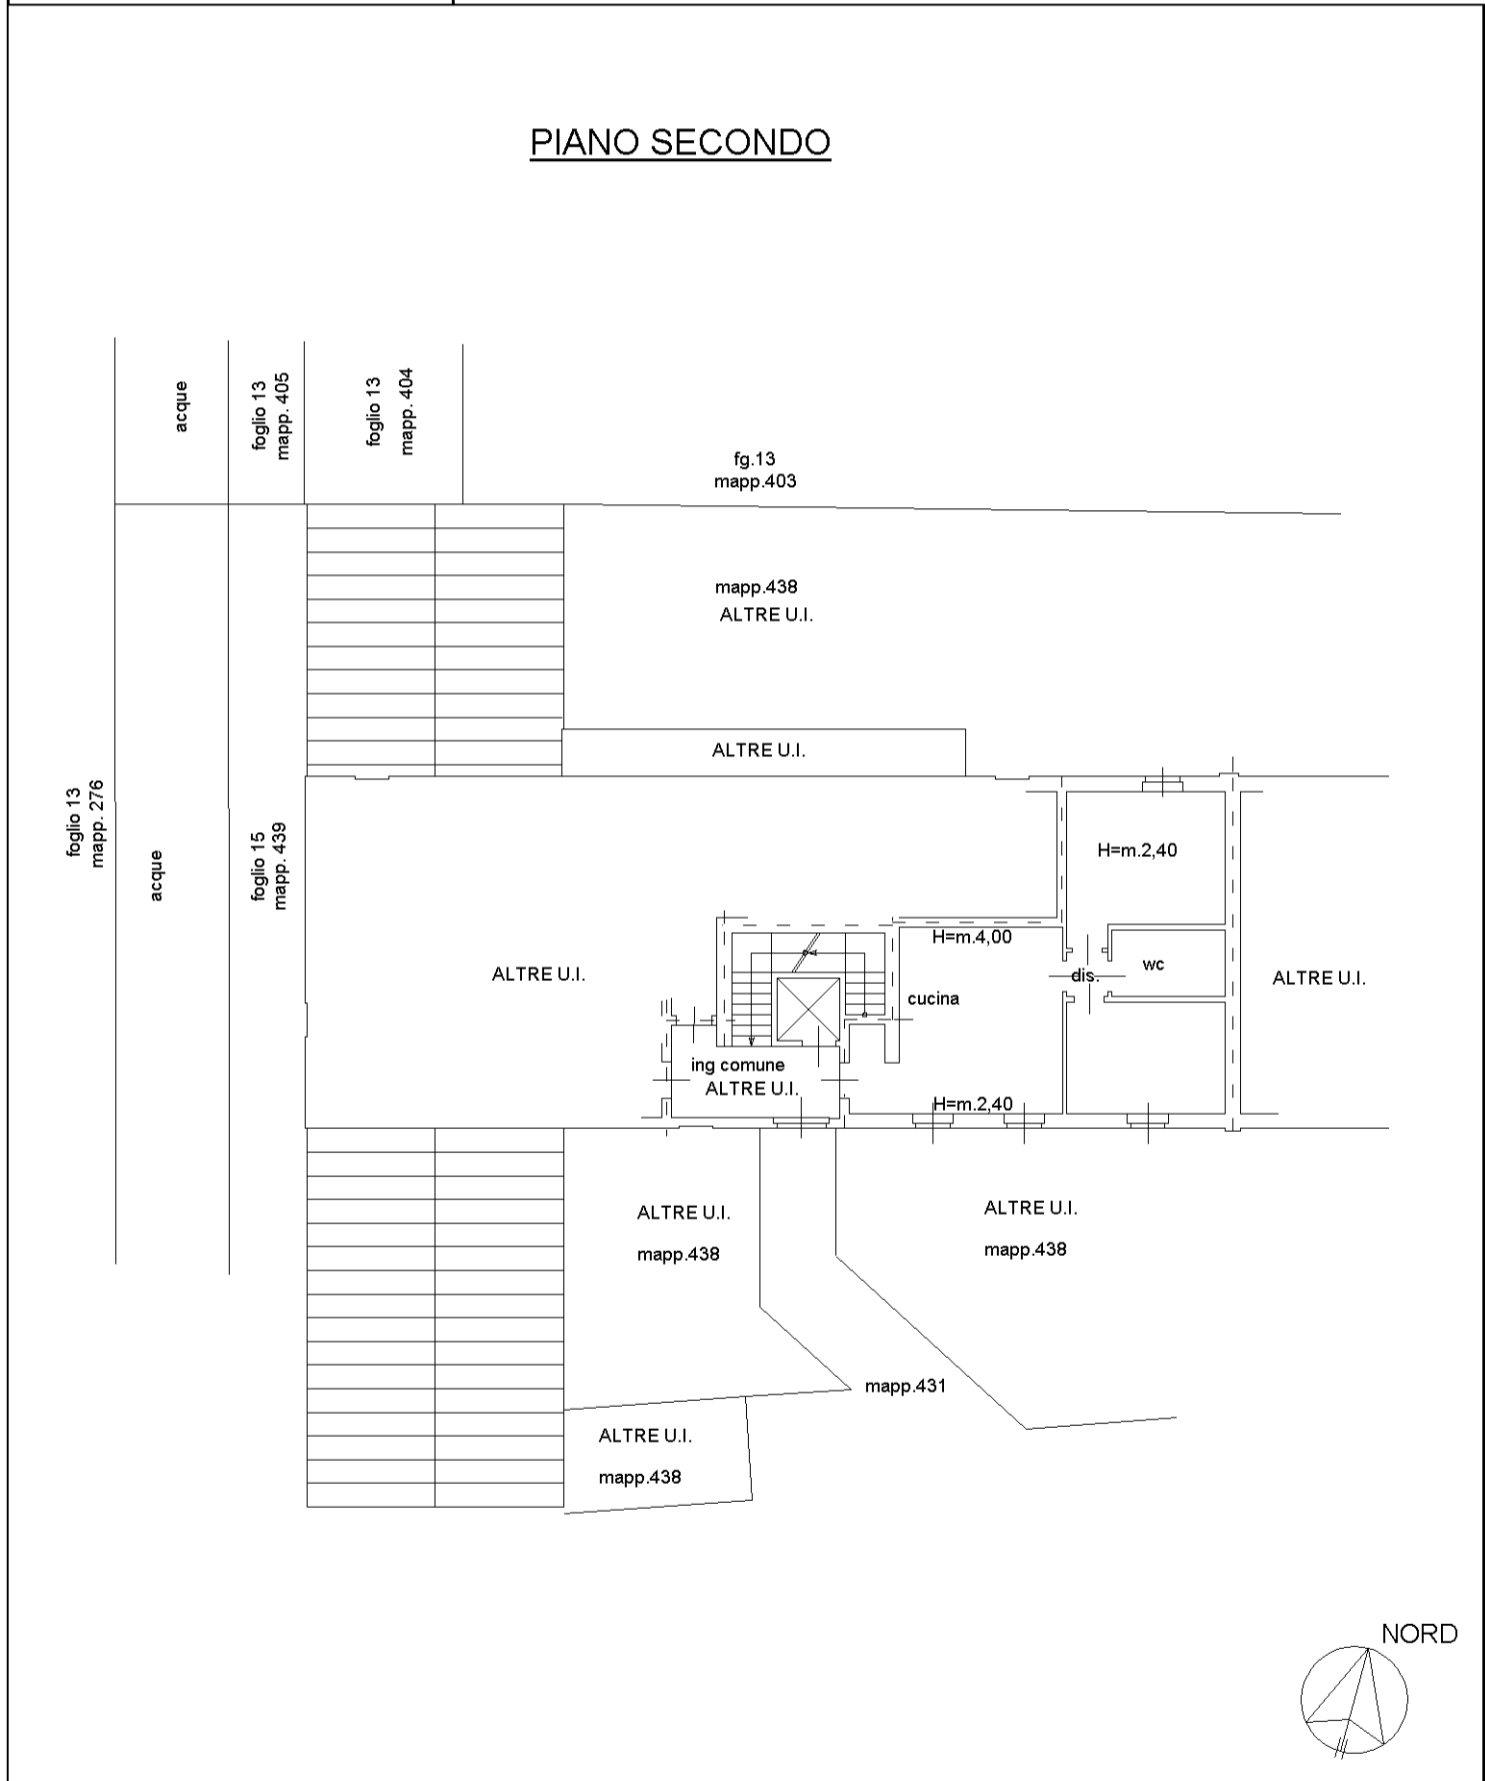 PIANO SECONDO
acque
foglio 13
mapp. 405
foglio 13
mapp. 404
fg.13
mapp.403
mapp.438
ALTRE U.I.
ALTRE U.I.
foglio 13
mapp. 276
acque
foglio 15
mapp. 439
H=m.2,40
H=m.4,00
ALTRE U.I.
dis.
wc
ALTRE U.I.
cucina
ing comune
ALTRE U.I.
H=m.2,40
ALTRE U.I.
mapp.438
ALTRE U.I.
mapp.438
mapp.431
ALTRE U.I.
mapp.438
NORD